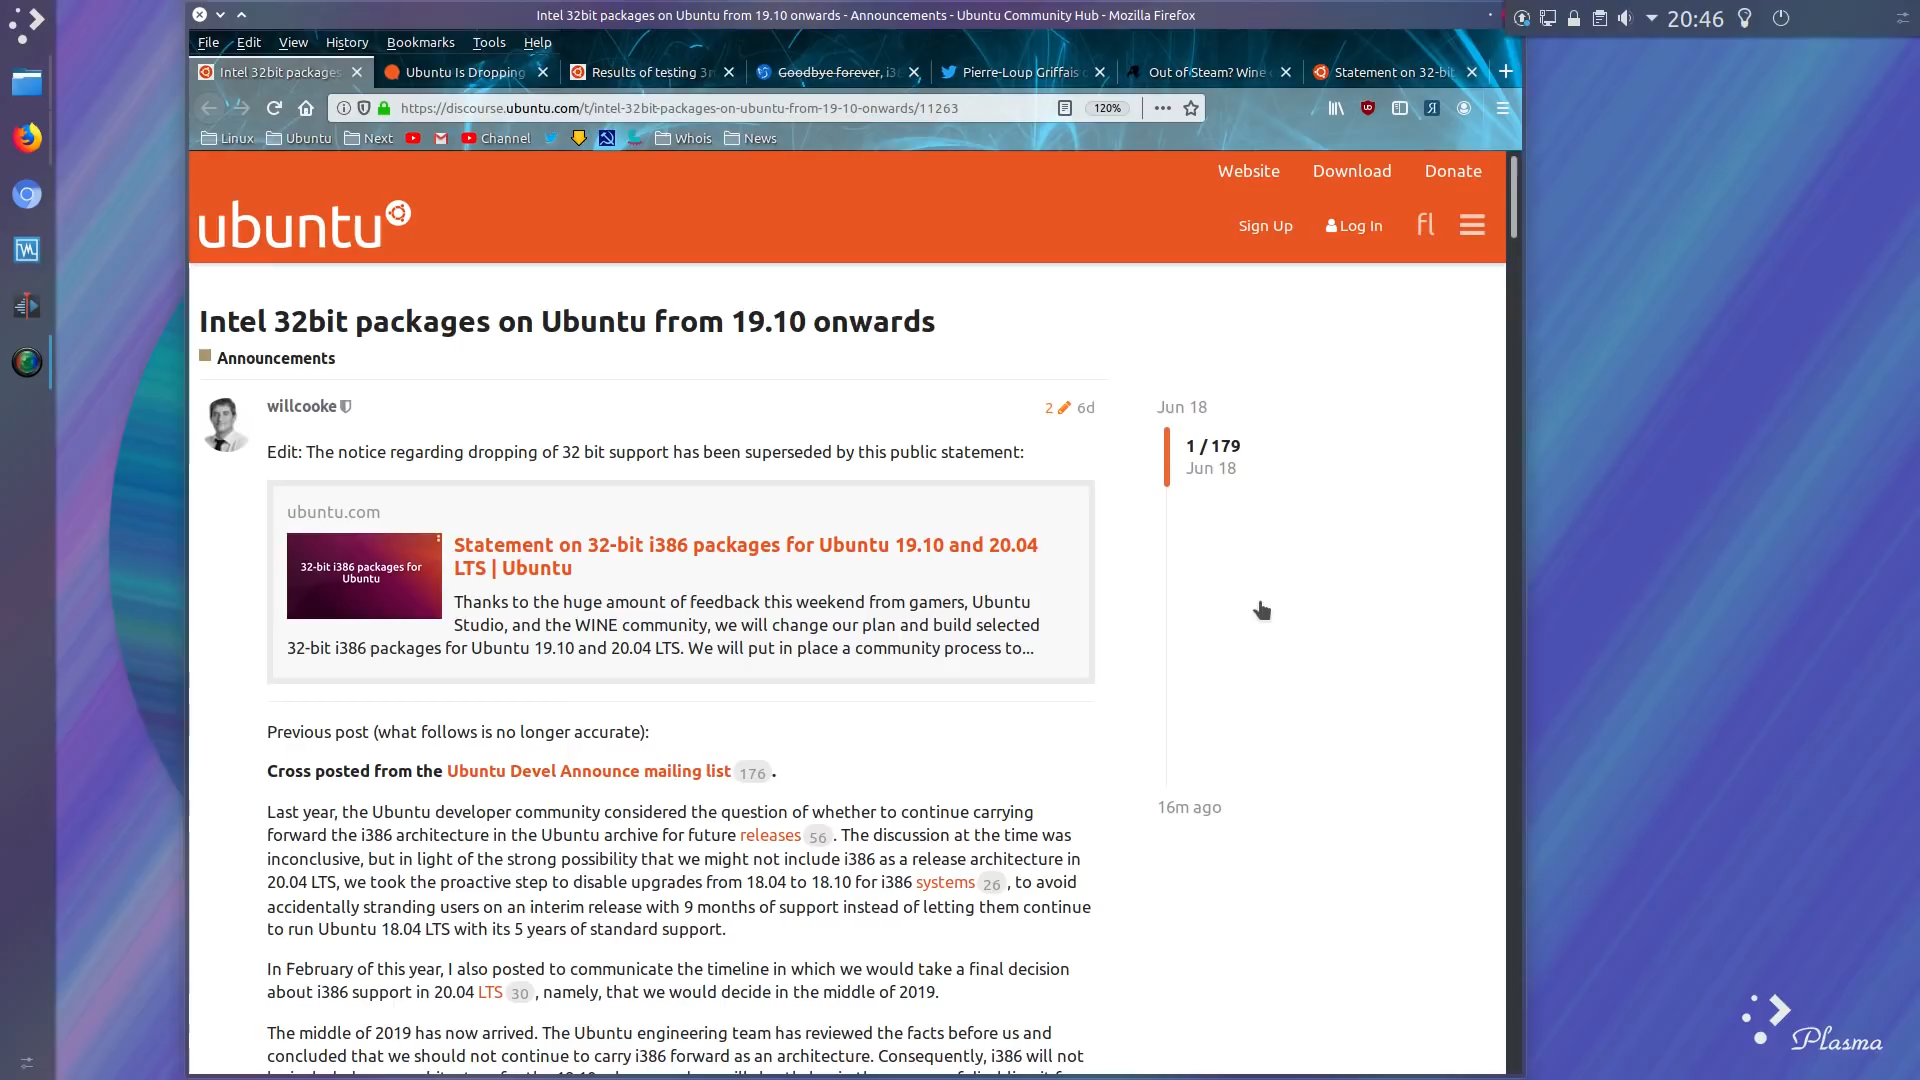 Intel 32bit packages on Ubuntu from 19.10 onwards - Announcements - Ubuntu Community Hub - Mozilla Firefox
20:46
File Edit View History Bookmarks Tools Help
Intel 32bit packages
Ubuntu Is Dropping
Results of testing 3r
Goodbye forever, i3
Pierre-Loup Griffais
Out of Steam? Wine
Statement on 32-bit
https://discourse.ubuntu.com/t/intel-32bit-packages-on-ubuntu-from-19-10-onwards/11263
120%
Linux Ubuntu Next Channel Whois News
Website Download Donate
ubuntu
Sign Up Log In
Intel 32bit packages on Ubuntu from 19.10 onwards
Announcements
willcooke
2 6d
Edit: The notice regarding dropping of 32 bit support has been superseded by this public statement:
ubuntu.com
32-bit i386 packages for
Ubuntu
Statement on 32-bit i386 packages for Ubuntu 19.10 and 20.04
LTS | Ubuntu
Thanks to the huge amount of feedback this weekend from gamers, Ubuntu
Studio, and the WINE community, we will change our plan and build selected
32-bit i386 packages for Ubuntu 19.10 and 20.04 LTS. We will put in place a community process to...
Previous post (what follows is no longer accurate):
Cross posted from the Ubuntu Devel Announce mailing list 176.
Last year, the Ubuntu developer community considered the question of whether to continue carrying
forward the i386 architecture in the Ubuntu archive for future releases 56. The discussion at the time was
inconclusive, but in light of the strong possibility that we might not include i386 as a release architecture in
20.04 LTS, we took the proactive step to disable upgrades from 18.04 to 18.10 for i386 systems 26, to avoid
accidentally stranding users on an interim release with 9 months of support instead of letting them continue
to run Ubuntu 18.04 LTS with its 5 years of standard support.
In February of this year, I also posted to communicate the timeline in which we would take a final decision
about i386 support in 20.04 LTS 30, namely, that we would decide in the middle of 2019.
The middle of 2019 has now arrived. The Ubuntu engineering team has reviewed the facts before us and
concluded that we should not continue to carry i386 forward as an architecture. Consequently, i386 will not
Jun 18
1 / 179
Jun 18
16m ago
Plasma